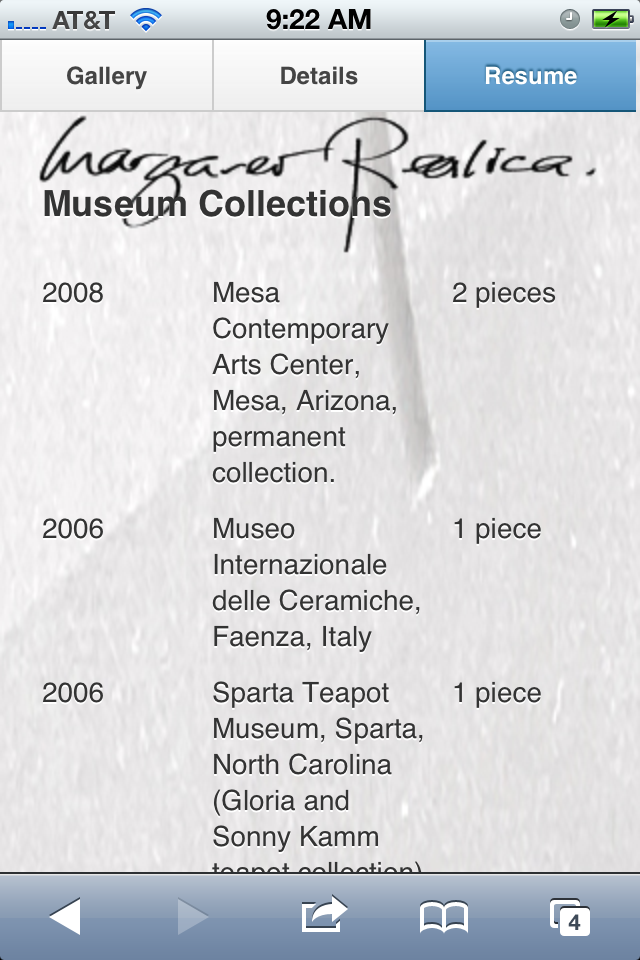 AT&T 9:22 AM
Gallery Details Resume
Margaret Realica.
Museum Collections
2008 Mesa 2 pieces
Contemporary
Arts Center,
Mesa, Arizona,
permanent
collection.
2006 Museo 1 piece
Internazionale
delle Ceramiche,
Faenza, Italy
2006 Sparta Teapot 1 piece
Museum, Sparta,
North Carolina
(Gloria and
Sonny Kamm
teapot collection)
4